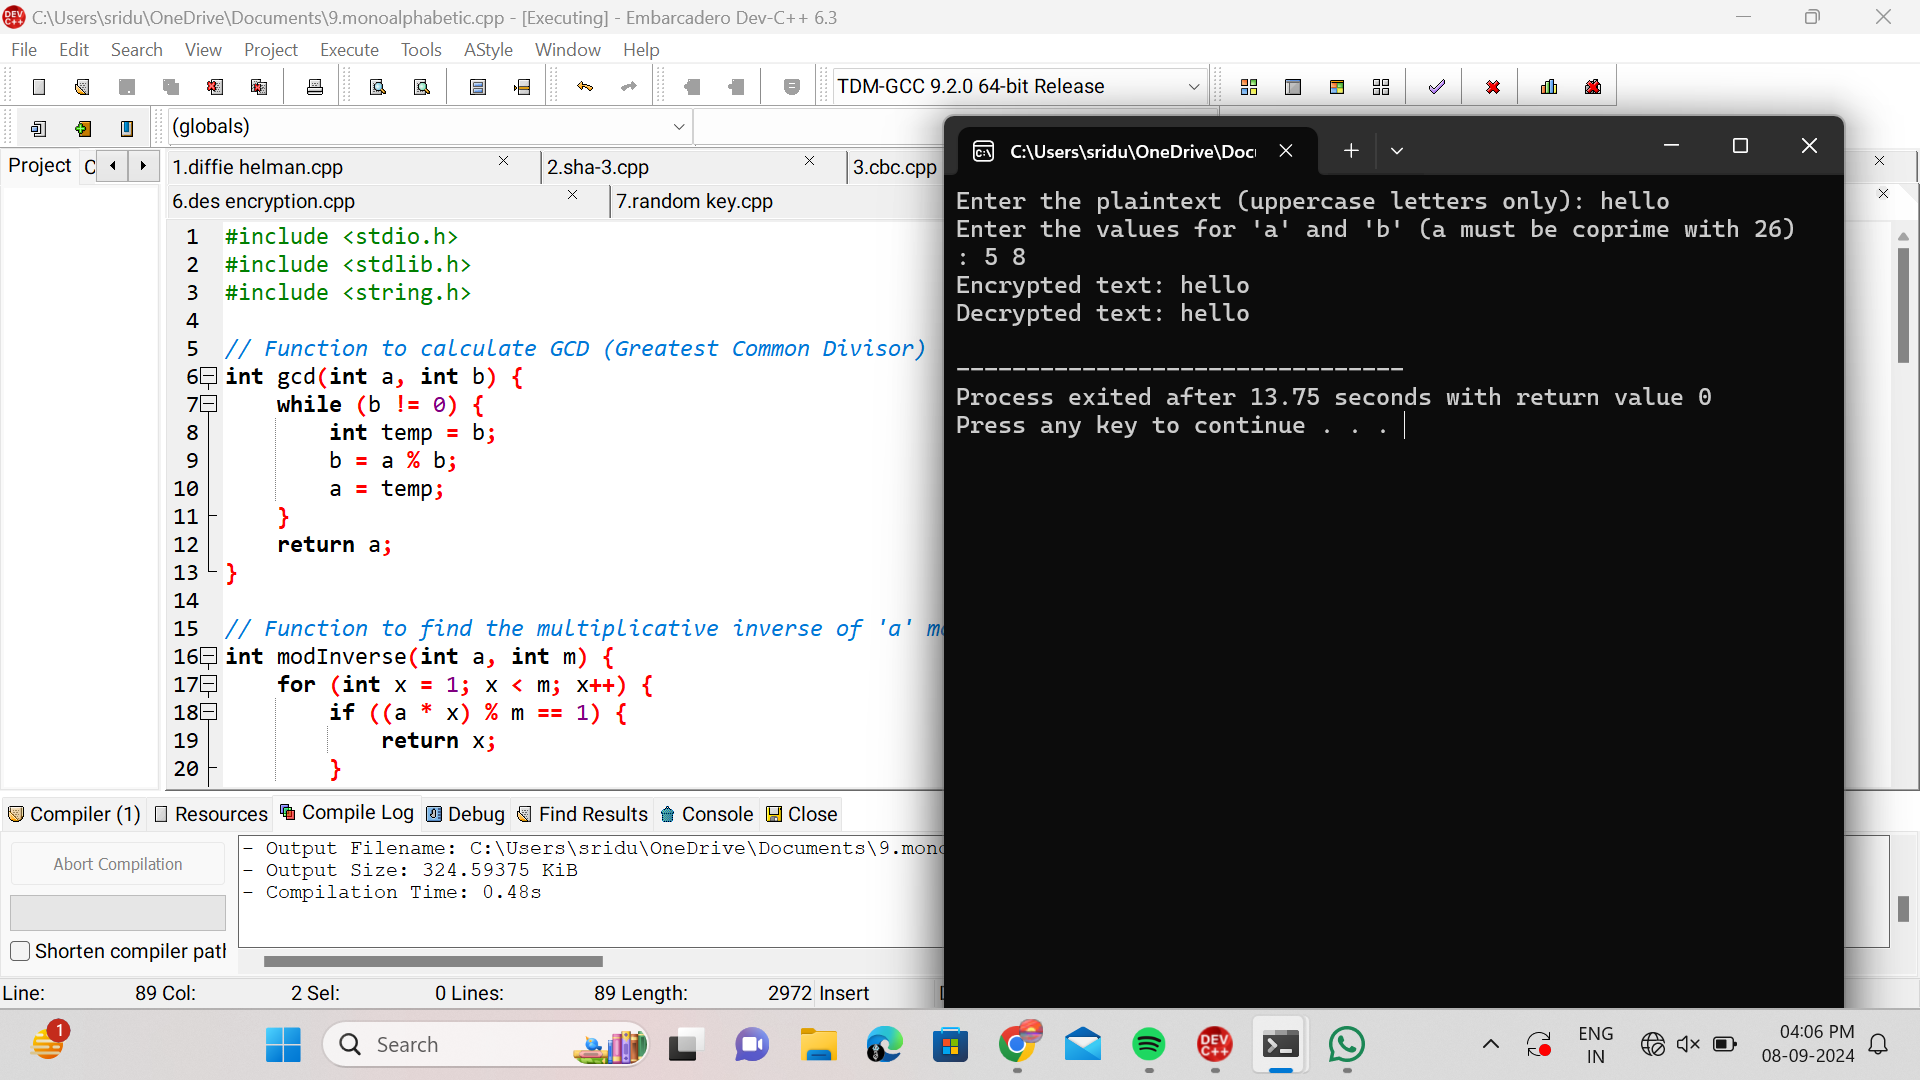 C:\Users\sridu\OneDrive\Documents\9.monoalphabetic.cpp - [Executing] - Embarcadero Dev-C++ 6.3
File Edit Search View Project Execute Tools AStyle Window Help
TDM-GCC 9.2.0 64-bit Release
(globals)
Project C
1.diffie helman.cpp 2.sha-3.cpp 3.cbc.cpp
6.des encryption.cpp 7.random key.cpp
1 #include <stdio.h>
2 #include <stdlib.h>
3 #include <string.h>
4
5 // Function to calculate GCD (Greatest Common Divisor)
6 int gcd(int a, int b) {
7 while (b != 0) {
8 int temp = b;
9 b = a % b;
10 a = temp;
11 }
12 return a;
13 }
14
15 // Function to find the multiplicative inverse of 'a' m
16 int modInverse(int a, int m) {
17 for (int x = 1; x < m; x++) {
18 if ((a * x) % m == 1) {
19 return x;
20 }
C:\Users\sridu\OneDrive\Doc
Enter the plaintext (uppercase letters only): hello
Enter the values for 'a' and 'b' (a must be coprime with 26)
: 5 8
Encrypted text: hello
Decrypted text: hello
--------------------------------
Process exited after 13.75 seconds with return value 0
Press any key to continue . . .
Compiler (1) Resources Compile Log Debug Find Results Console Close
Abort Compilation
Shorten compiler pat
- Output Filename: C:\Users\sridu\OneDrive\Documents\9.mon
- Output Size: 324.59375 KiB
- Compilation Time: 0.48s
Line: 89 Col: 2 Sel: 0 Lines: 89 Length: 2972 Insert
1
Search
DEV C++
ENG
IN
04:06 PM
08-09-2024